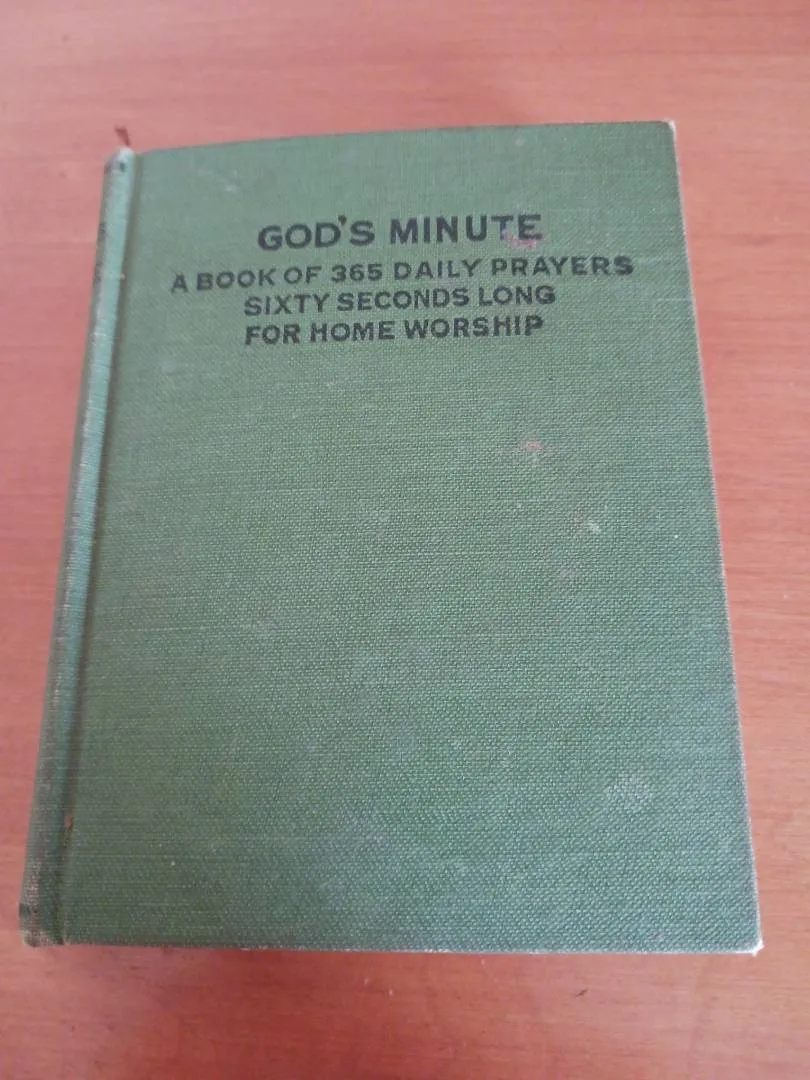 GOD'S MINUTE
A BOOK OF 365 DAILY PRAYERS
SIXTY SECONDS LONG
FOR HOME WORSHIP